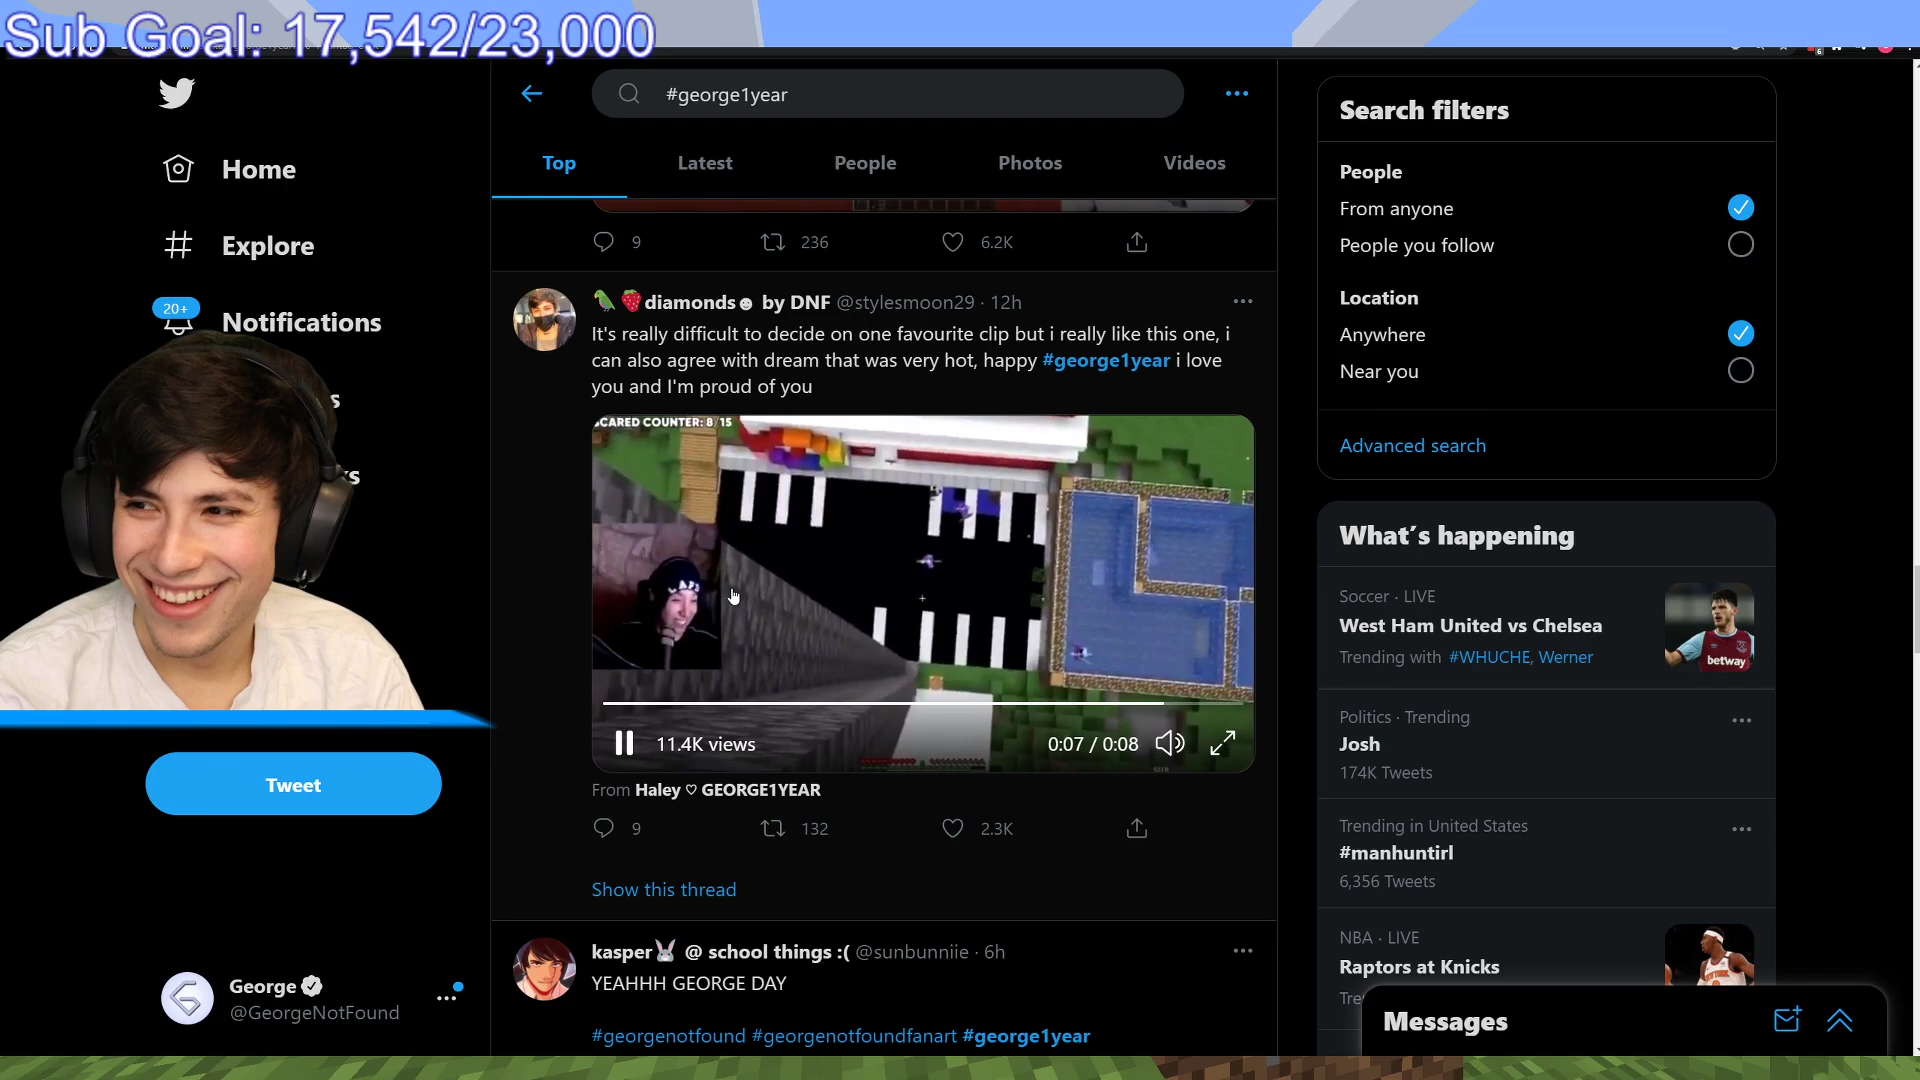 Sub Goal: 17,542/23,000
#george1year
Home
Explore
20+
Notifications
s
ks
Tweet
George
@GeorgeNotFound
Top
Latest
People
Photos
Videos
9
236
6.2K
diamonds☻ by DNF @stylesmoon29 · 12h
It's really difficult to decide on one favourite clip but i really like this one, i
can also agree with dream that was very hot, happy #george1year i love
you and I'm proud of you
SCARED COUNTER: 8/15
11.4K views
0:07 / 0:08
From Haley ♡ GEORGE1YEAR
9
132
2.3K
Show this thread
kasper🐰 @ school things :( @sunbunniie · 6h
YEAHHH GEORGE DAY
#georgenotfound #georgenotfoundfanart #george1year
Search filters
People
From anyone
People you follow
Location
Anywhere
Near you
Advanced search
What's happening
Soccer · LIVE
West Ham United vs Chelsea
Trending with #WHUCHE, Werner
betway
Politics · Trending
Josh
174K Tweets
Trending in United States
#manhuntirl
6,356 Tweets
NBA · LIVE
Raptors at Knicks
Tre
Messages